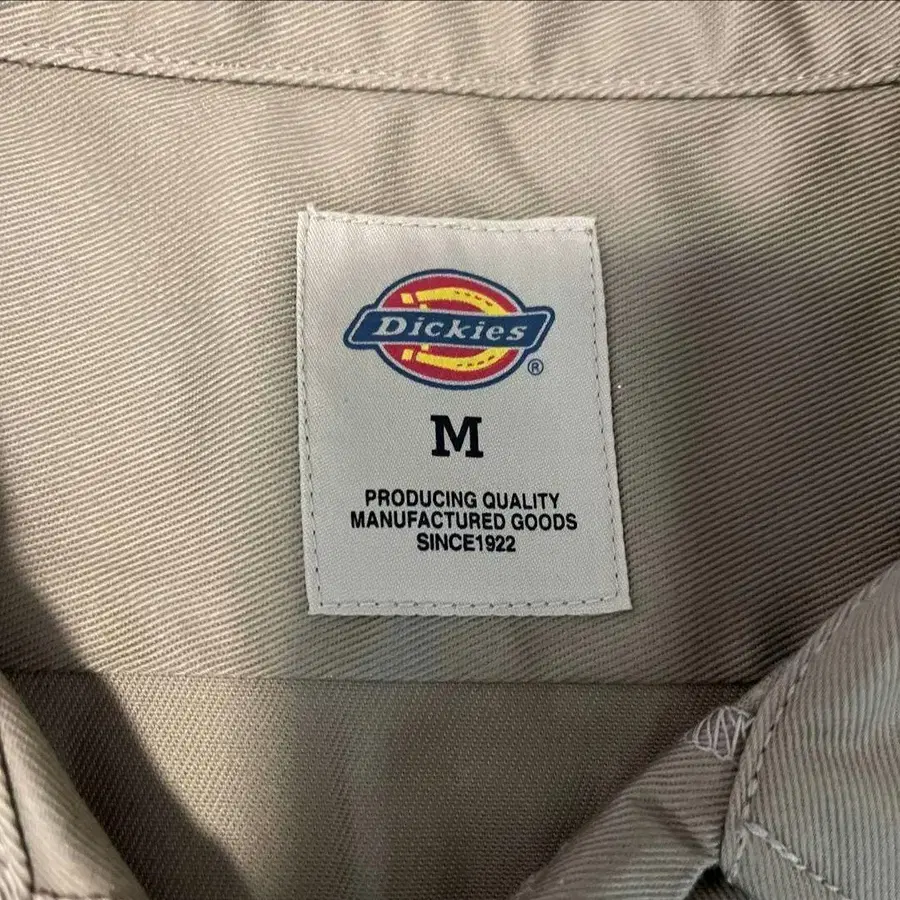 Dickies®
M
PRODUCING QUALITY
MANUFACTURED GOODS
SINCE1922